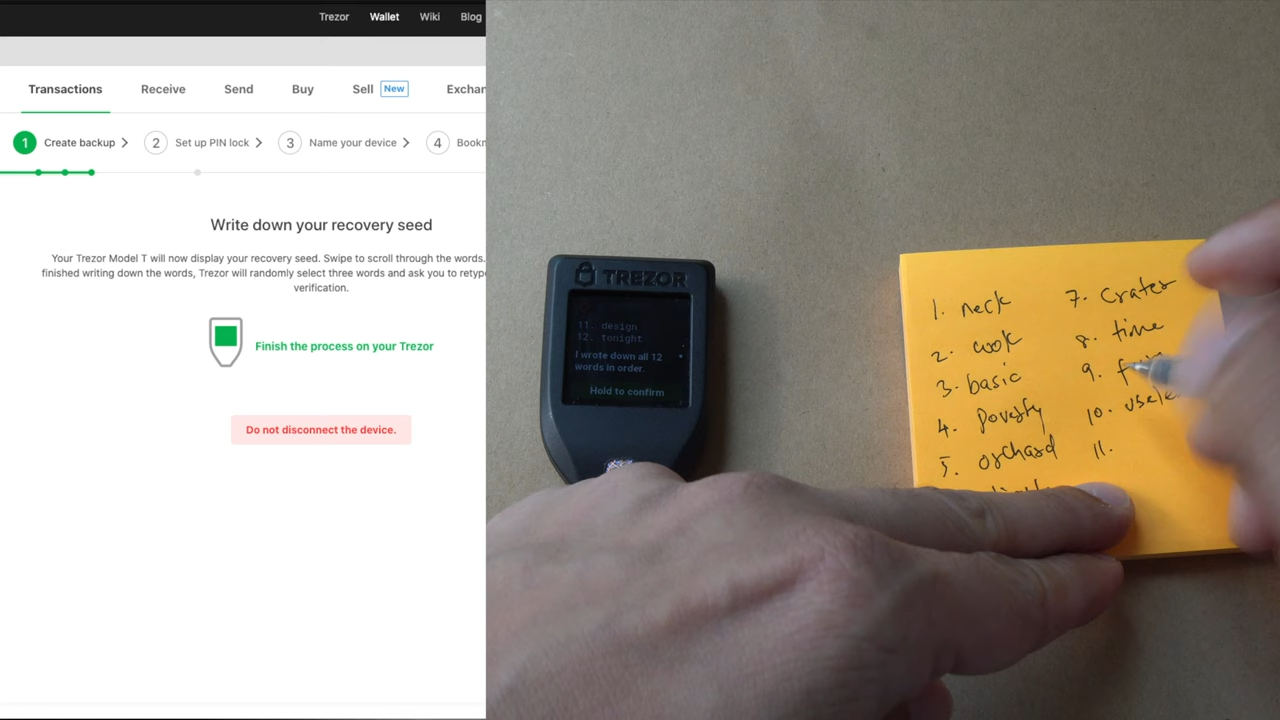 Trezor Wallet Wiki Blog
Transactions Receive Send Buy Sell New
1 Create backup 2 Set up PIN lock 3 Name your device 4
Write down your recovery seed
Your Trezor Model T will now display your recovery seed. Swipe to scroll through the words.
finished writing down the words, Trezor will randomly select three words and ask you to retype
verification.
Finish the process on your Trezor
Do not disconnect the device.
TREZOR
11. design
12. tonight
I wrote down all 12
words in order.
Hold to confirm
1. neck
2. cook
3. basic
4. poverty
5. orchard
7. crater
8. time
9.
10.
11.